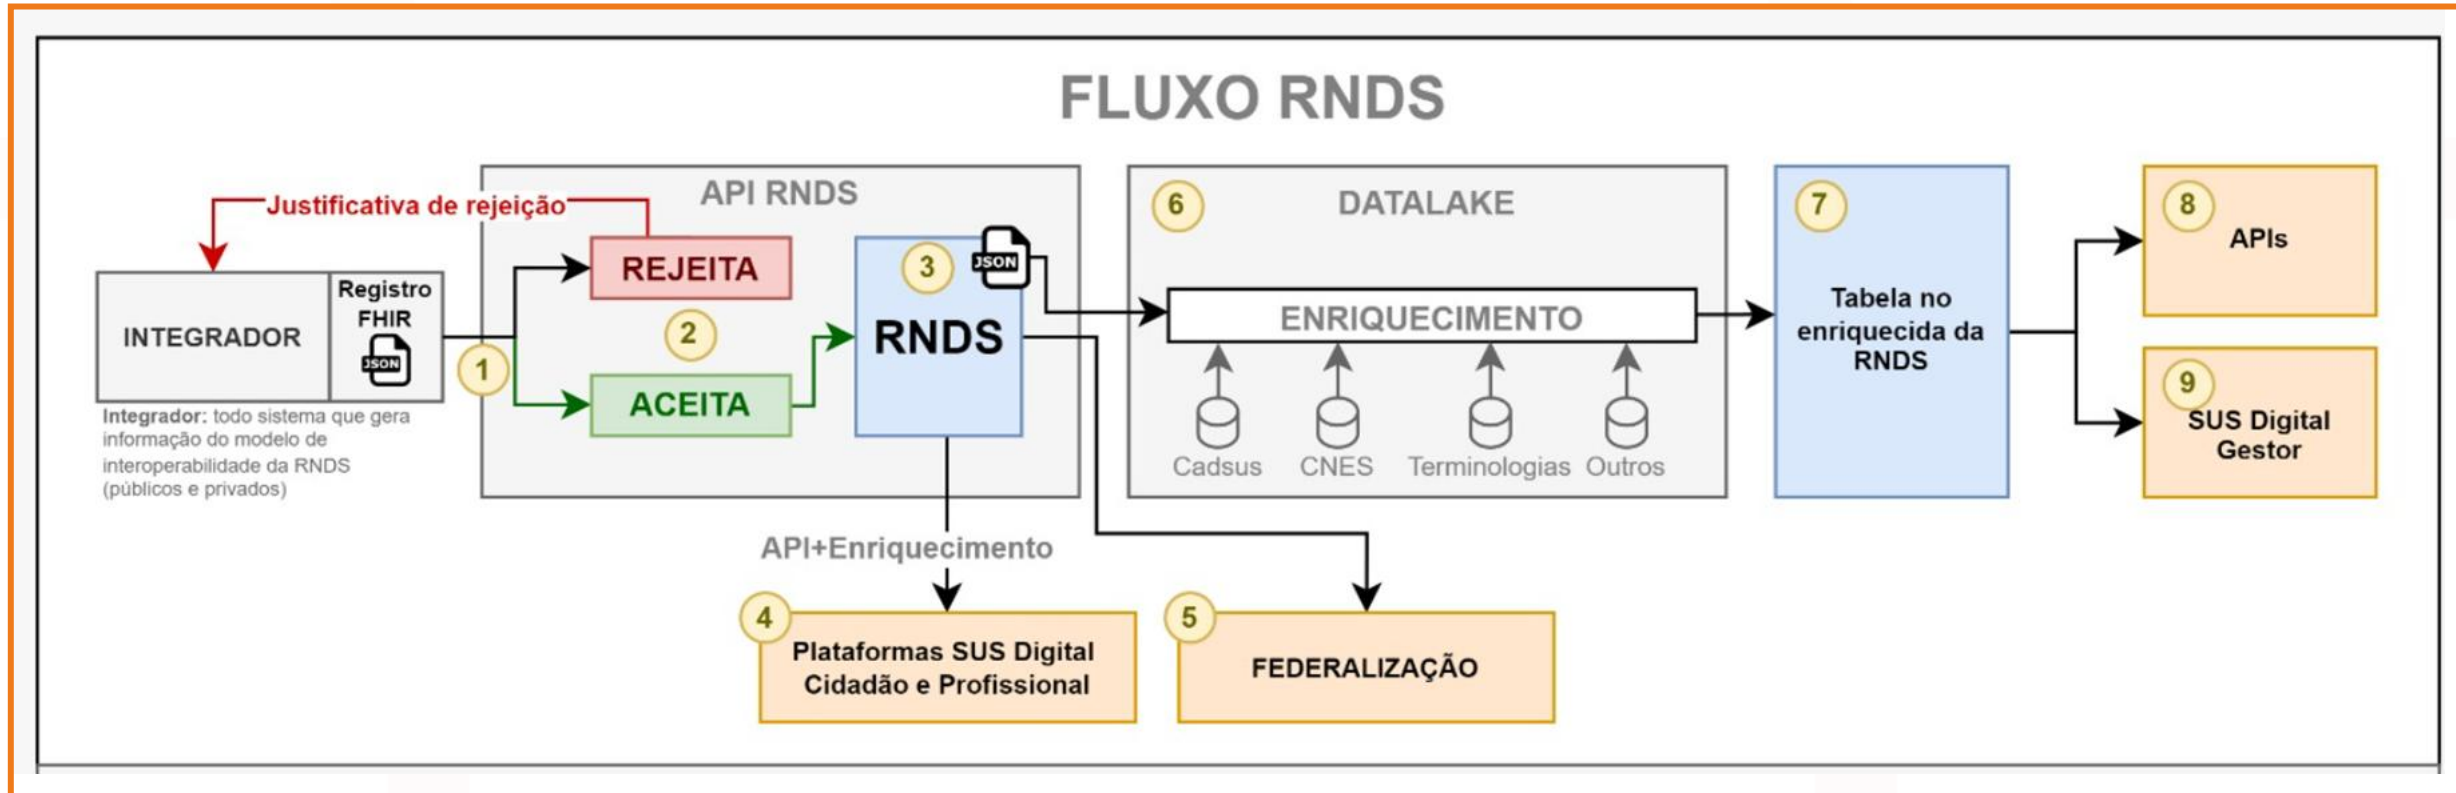 FLUXO RNDS
Justificativa de rejeição
INTEGRADOR
Registro
FHIR
JSON
Integrador: todo sistema que gera
informação do modelo de
interoperabilidade da RNDS
(públicos e privados)
1
API RNDS
REJEITA
2
ACEITA
3
JSON
RNDS
API+Enriquecimento
4
Plataformas SUS Digital
Cidadão e Profissional
5
FEDERALIZAÇÃO
6
DATALAKE
ENRIQUECIMENTO
Cadsus CNES Terminologias Outros
7
Tabela no
enriquecida da
RNDS
8
APIs
9
SUS Digital
Gestor